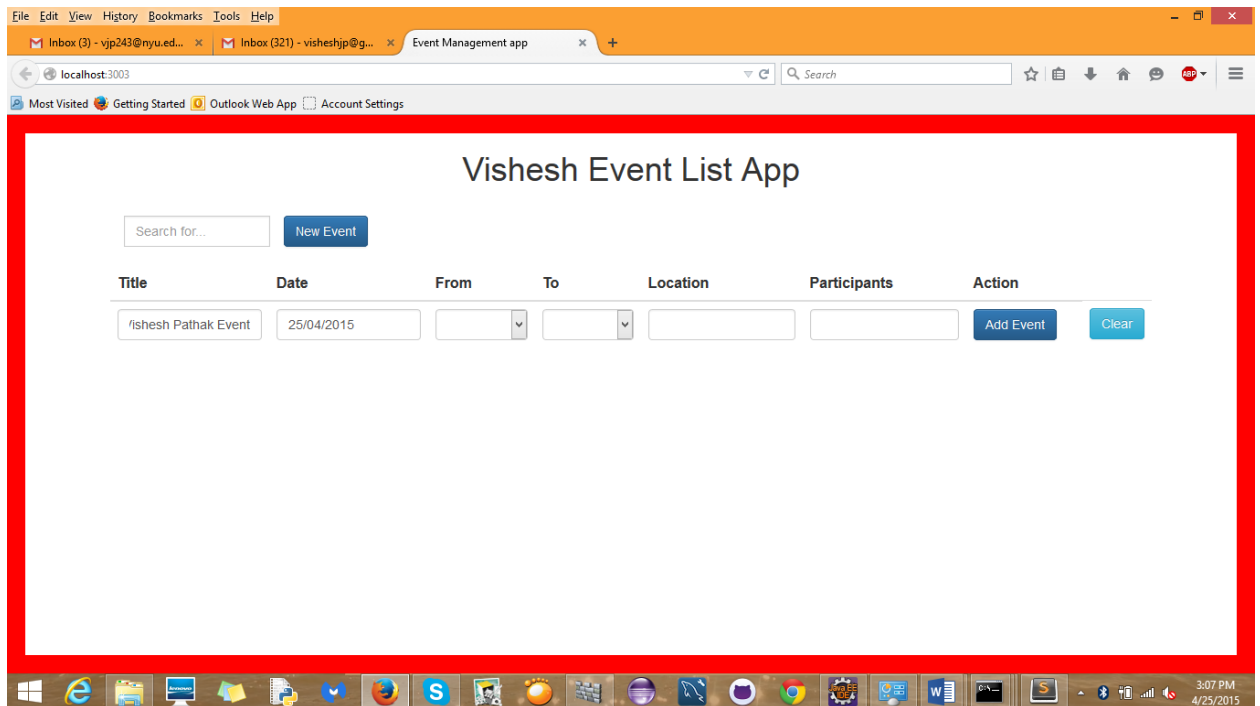 File Edit View History Bookmarks Tools Help
Inbox (3) - vjp243@nyu.ed... Inbox (321) - visheshjp@g... Event Management app
localhost:3003 Search ABP
Most Visited Getting Started Outlook Web App Account Settings
Vishesh Event List App
Search for... New Event
Title Date From To Location Participants Action
Vishesh Pathak Event 25/04/2015 Add Event Clear
3:07 PM
4/25/2015